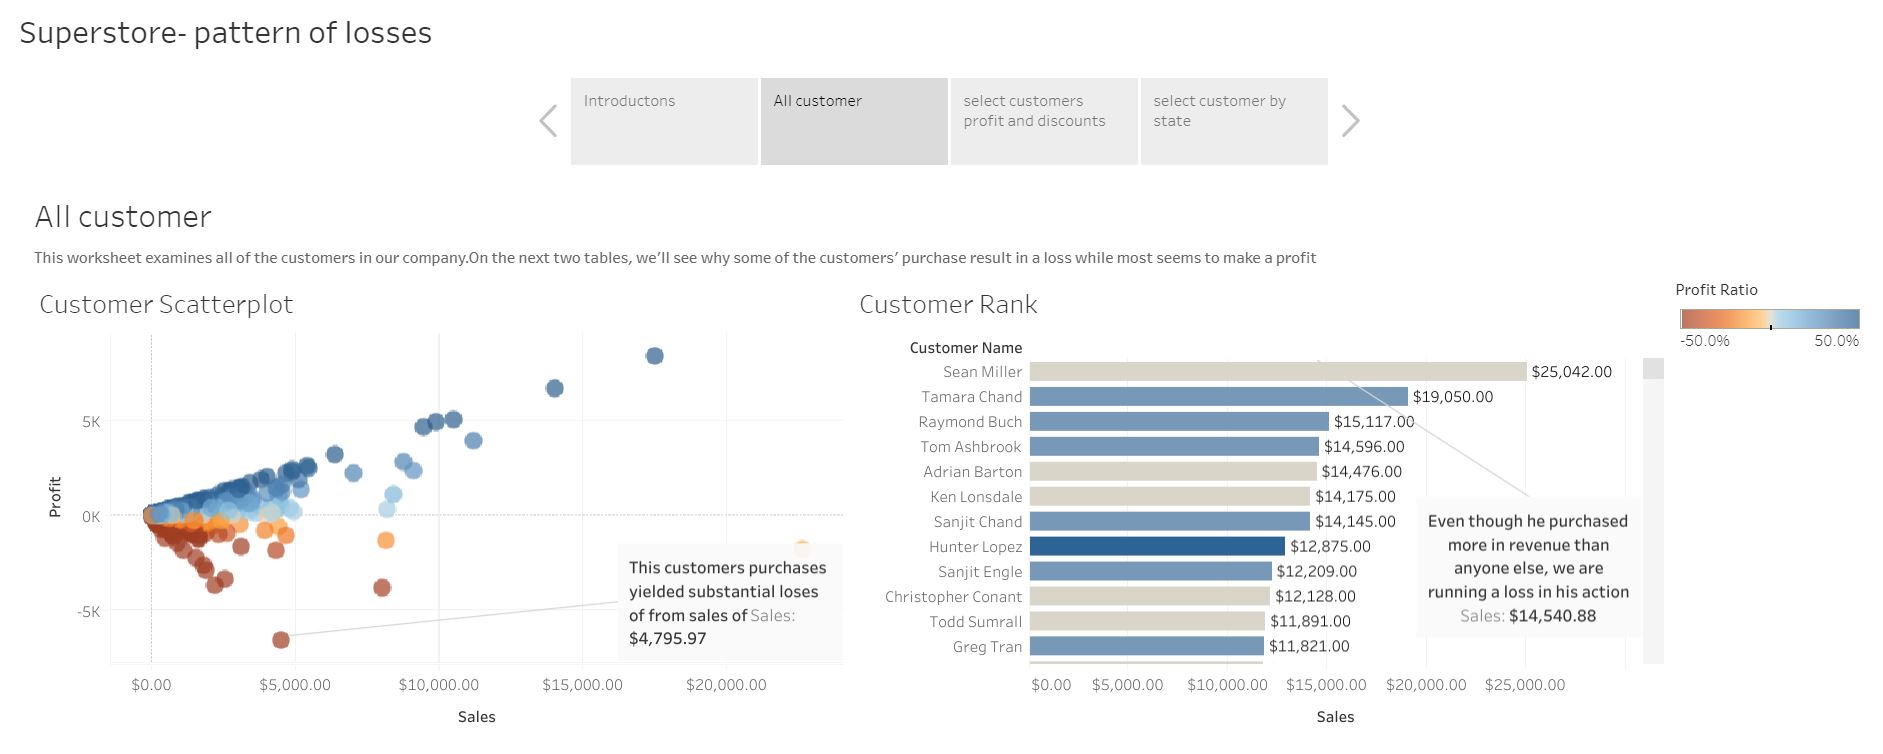 Superstore- pattern of losses
Introductons
All customer
select customers
profit and discounts
select customer by
state
All customer
This worksheet examines all of the customers in our company.On the next two tables, we'll see why some of the customers' purchase result in a loss while most seems to make a profit
Customer Scatterplot
5K
0K
-5K
Profit
$0.00
$5,000.00
$10,000.00
$15,000.00
$20,000.00
Sales
This customers purchases
yielded substantial loses
of from sales of Sales:
$4,795.97
Customer Rank
Customer Name
Sean Miller $25,042.00
Tamara Chand $19,050.00
Raymond Buch $15,117.00
Tom Ashbrook $14,596.00
Adrian Barton $14,476.00
Ken Lonsdale $14,175.00
Sanjit Chand $14,145.00
Hunter Lopez $12,875.00
Sanjit Engle $12,209.00
Christopher Conant $12,128.00
Todd Sumrall $11,891.00
Greg Tran $11,821.00
$0.00
$5,000.00
$10,000.00
$15,000.00
$20,000.00
$25,000.00
Sales
Even though he purchased
more in revenue than
anyone else, we are
running a loss in his action
Sales: $14,540.88
Profit Ratio
-50.0%
50.0%